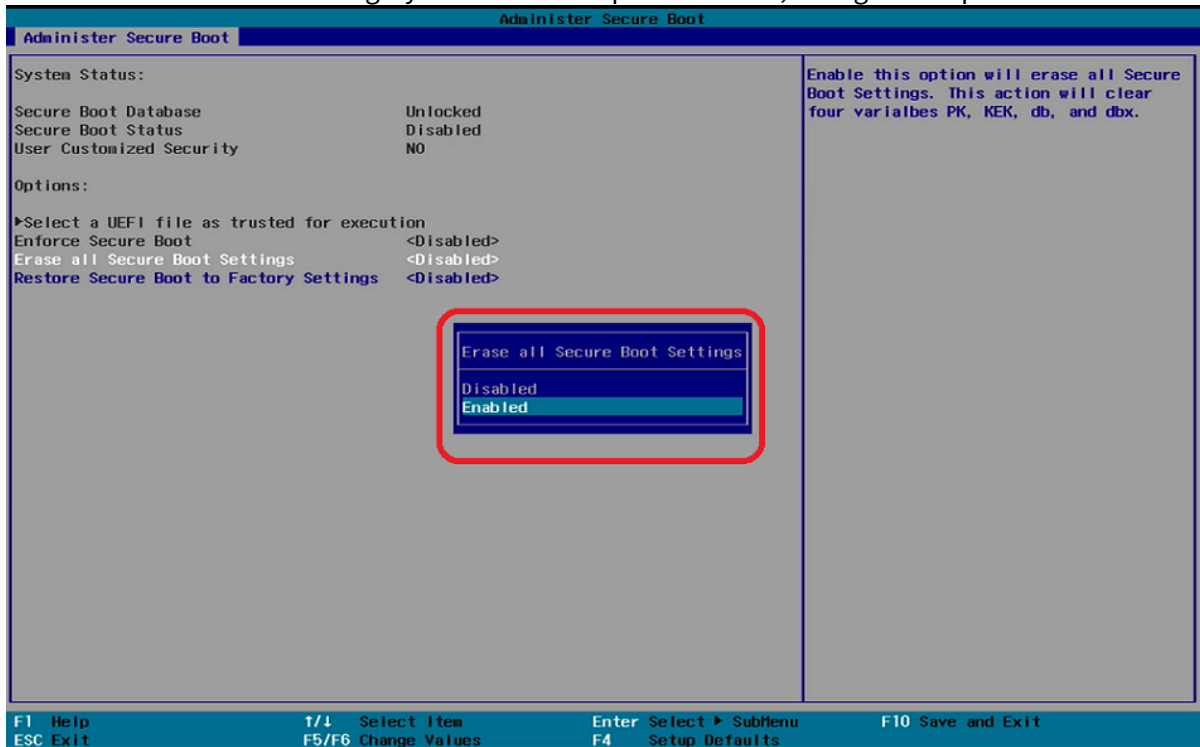 Administer Secure Boot
Administer Secure Boot
System Status:
Secure Boot Database Unlocked
Secure Boot Status Disabled
User Customized Security NO
Options:
▶Select a UEFI file as trusted for execution
Enforce Secure Boot <Disabled>
Erase all Secure Boot Settings <Disabled>
Restore Secure Boot to Factory Settings <Disabled>
Enable this option will erase all Secure
Boot Settings. This action will clear
four varialbes PK, KEK, db, and dbx.
Erase all Secure Boot Settings
Disabled
Enabled
F1 Help ↑/↓ Select Item Enter Select ▶ SubMenu F10 Save and Exit
ESC Exit F5/F6 Change Values F4 Setup Defaults